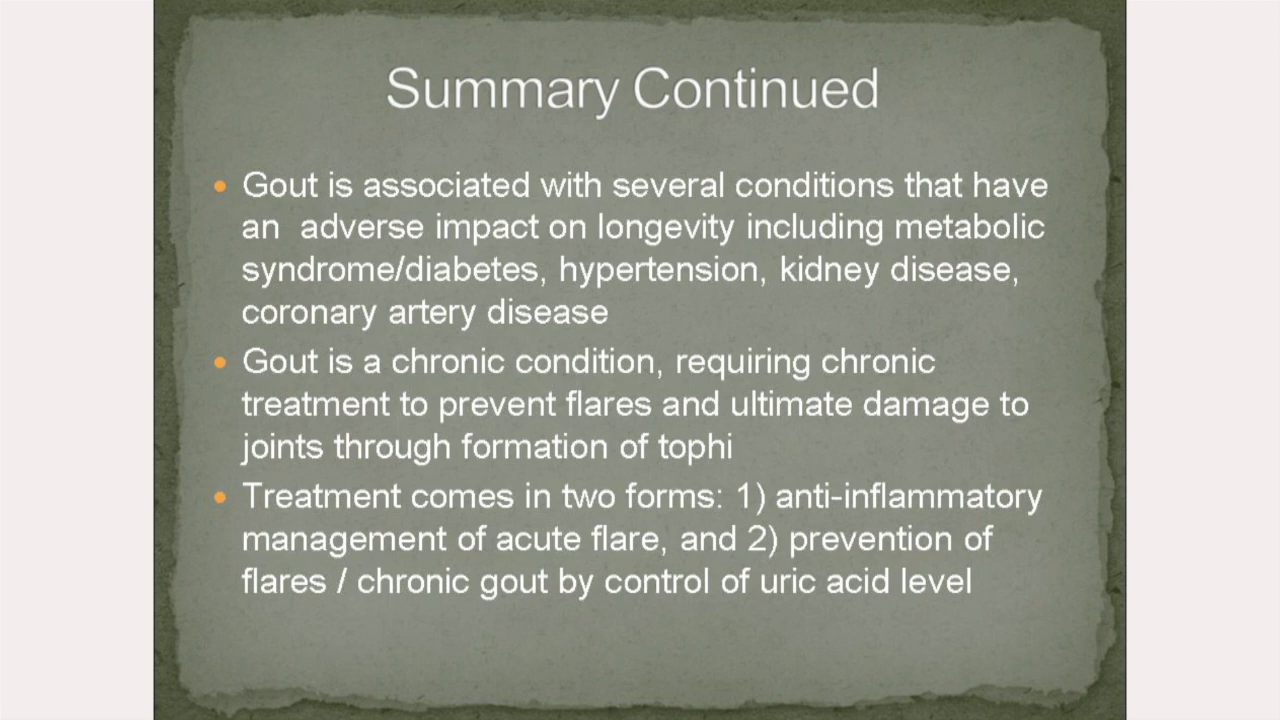 Summary Continued
Gout is associated with several conditions that have
an  adverse impact on longevity including metabolic
syndrome/diabetes, hypertension, kidney disease,
coronary artery disease
Gout is a chronic condition, requiring chronic
treatment to prevent flares and ultimate damage to
joints through formation of tophi
Treatment comes in two forms: 1) anti-inflammatory
management of acute flare, and 2) prevention of
flares / chronic gout by control of uric acid level